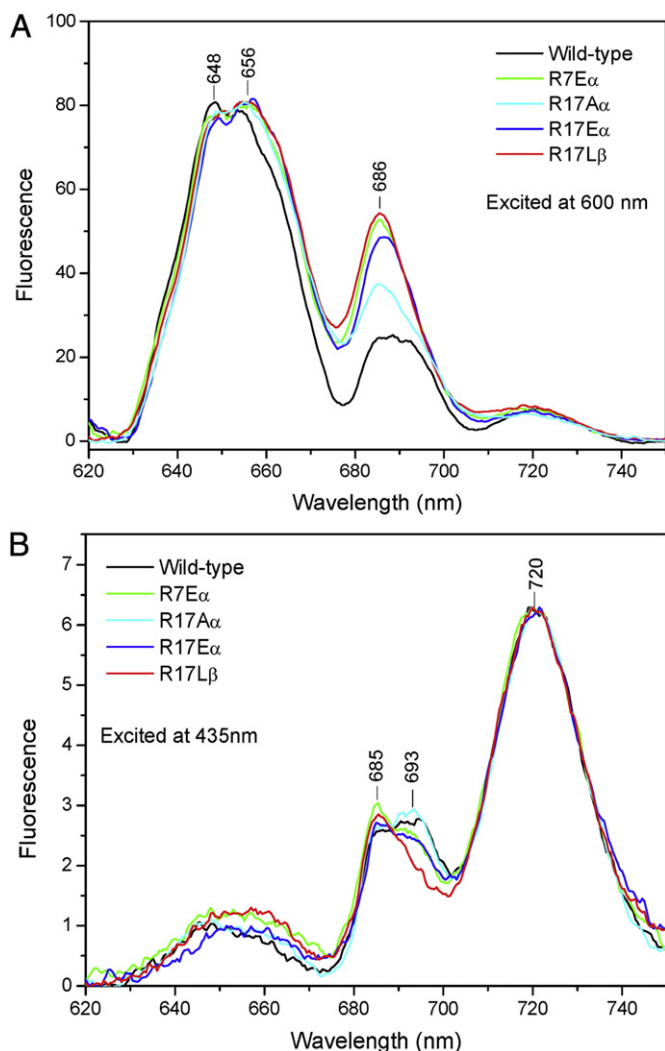 A
100
80
60
40
20
0
Fluorescence
648
656
686
Wild-type
R7Eα
R17Aα
R17Eα
R17Lβ
Excited at 600 nm
620
640
660
680
700
720
740
Wavelength (nm)
B
7
6
5
4
3
2
1
0
Fluorescence
Wild-type
R7Eα
R17Aα
R17Eα
R17Lβ
Excited at 435nm
685
693
720
620
640
660
680
700
720
740
Wavelength (nm)